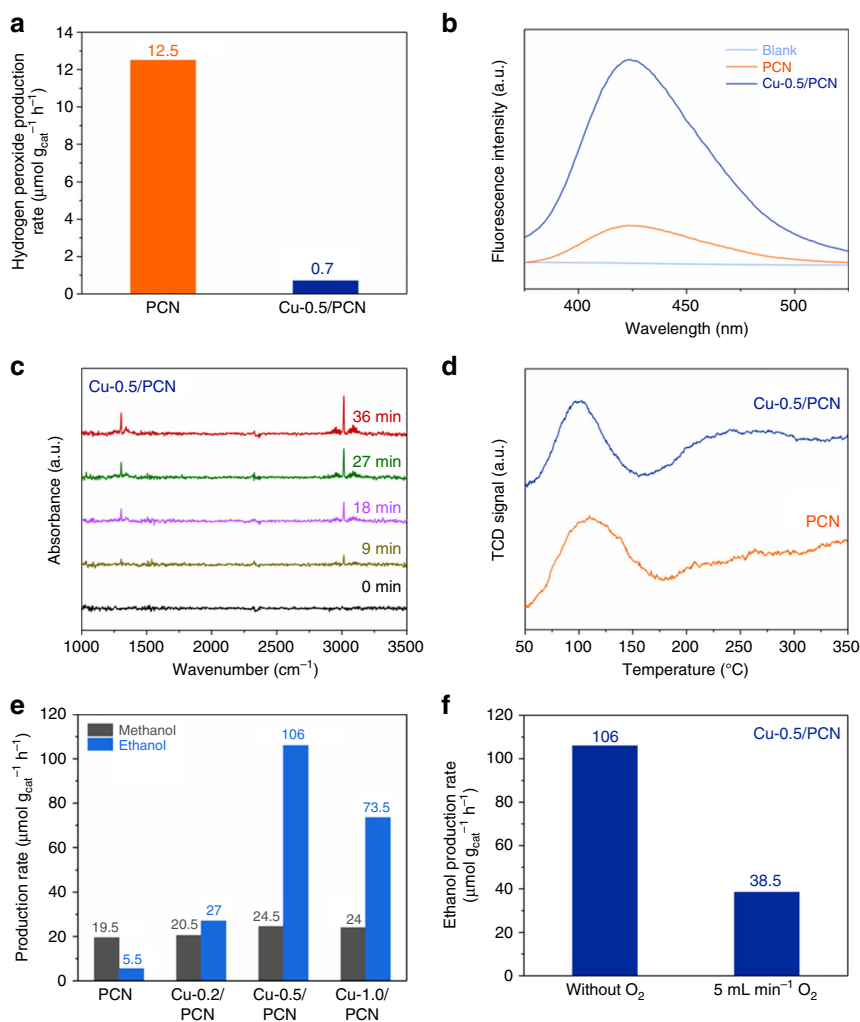 a
Hydrogen peroxide production
rate (μmol gcat⁻¹ h⁻¹)
14
12
10
8
6
4
2
0
12.5
0.7
PCN
Cu-0.5/PCN
b
Fluorescence intensity (a.u.)
Blank
PCN
Cu-0.5/PCN
400
450
500
Wavelength (nm)
c
Cu-0.5/PCN
Absorbance (a.u.)
36 min
27 min
18 min
9 min
0 min
1000
1500
2000
2500
3000
3500
Wavenumber (cm⁻¹)
d
TCD signal (a.u.)
Cu-0.5/PCN
PCN
50
100
150
200
250
300
350
Temperature (°C)
e
Production rate (μmol gcat⁻¹ h⁻¹)
120
100
80
60
40
20
0
Methanol
Ethanol
19.5
5.5
20.5
27
24.5
106
24
73.5
PCN
Cu-0.2/
PCN
Cu-0.5/
PCN
Cu-1.0/
PCN
f
Ethanol production rate
(μmol gcat⁻¹ h⁻¹)
120
100
80
60
40
20
0
Cu-0.5/PCN
106
38.5
Without O₂
5 mL min⁻¹ O₂